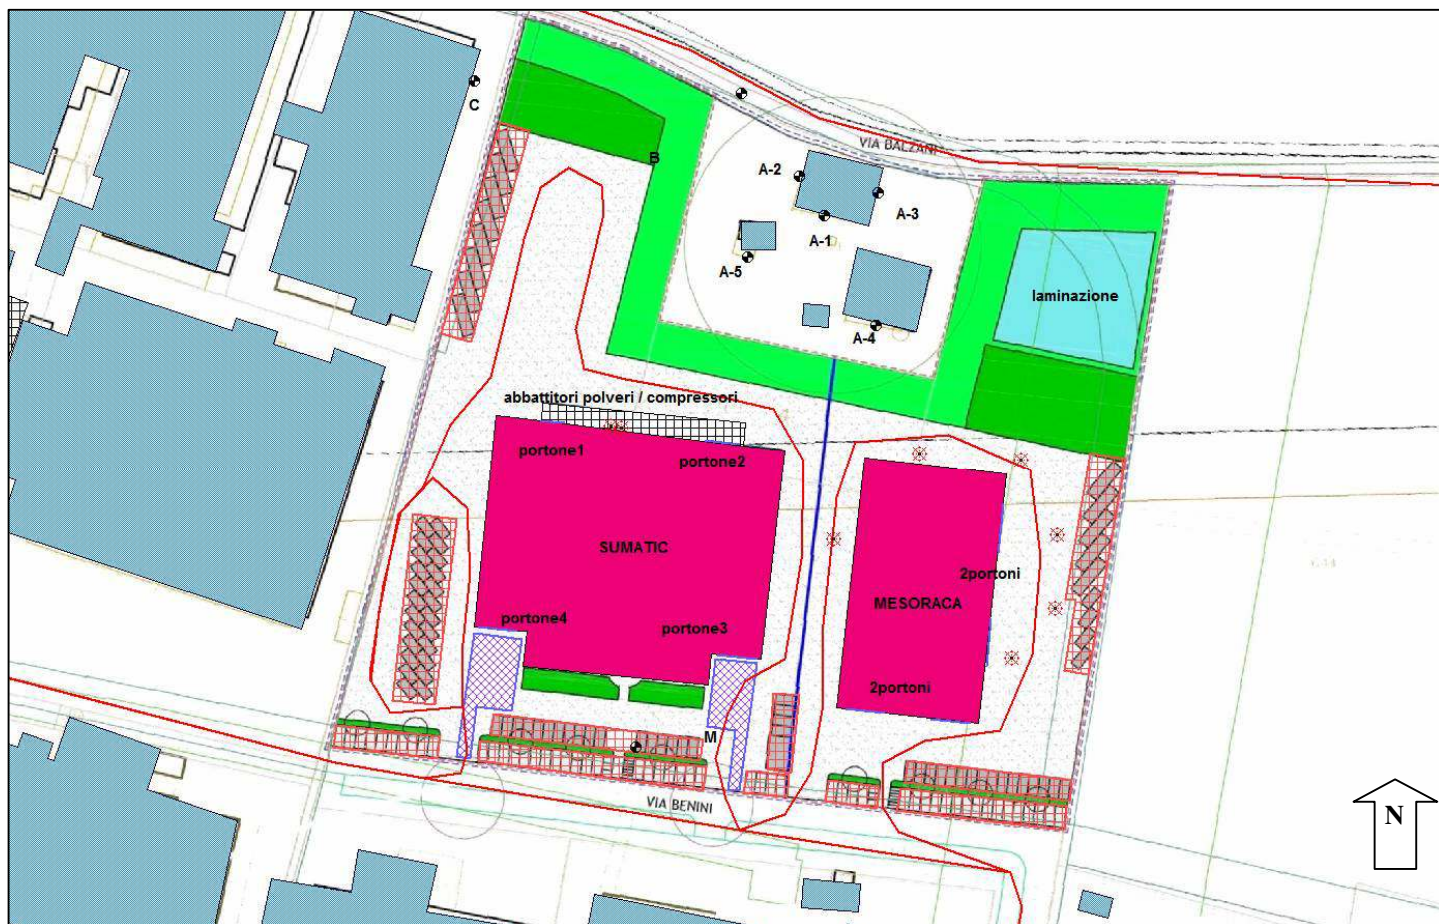 C
VIA BALZANI
B
A-2
A-3
A-1
A-5
laminazione
A-4
abbattitori polveri / compressori
portone1
portone2
SUMATIC
2portoni
MESORACA
portone4
portone3
2portoni
M
VIA BENINI
N